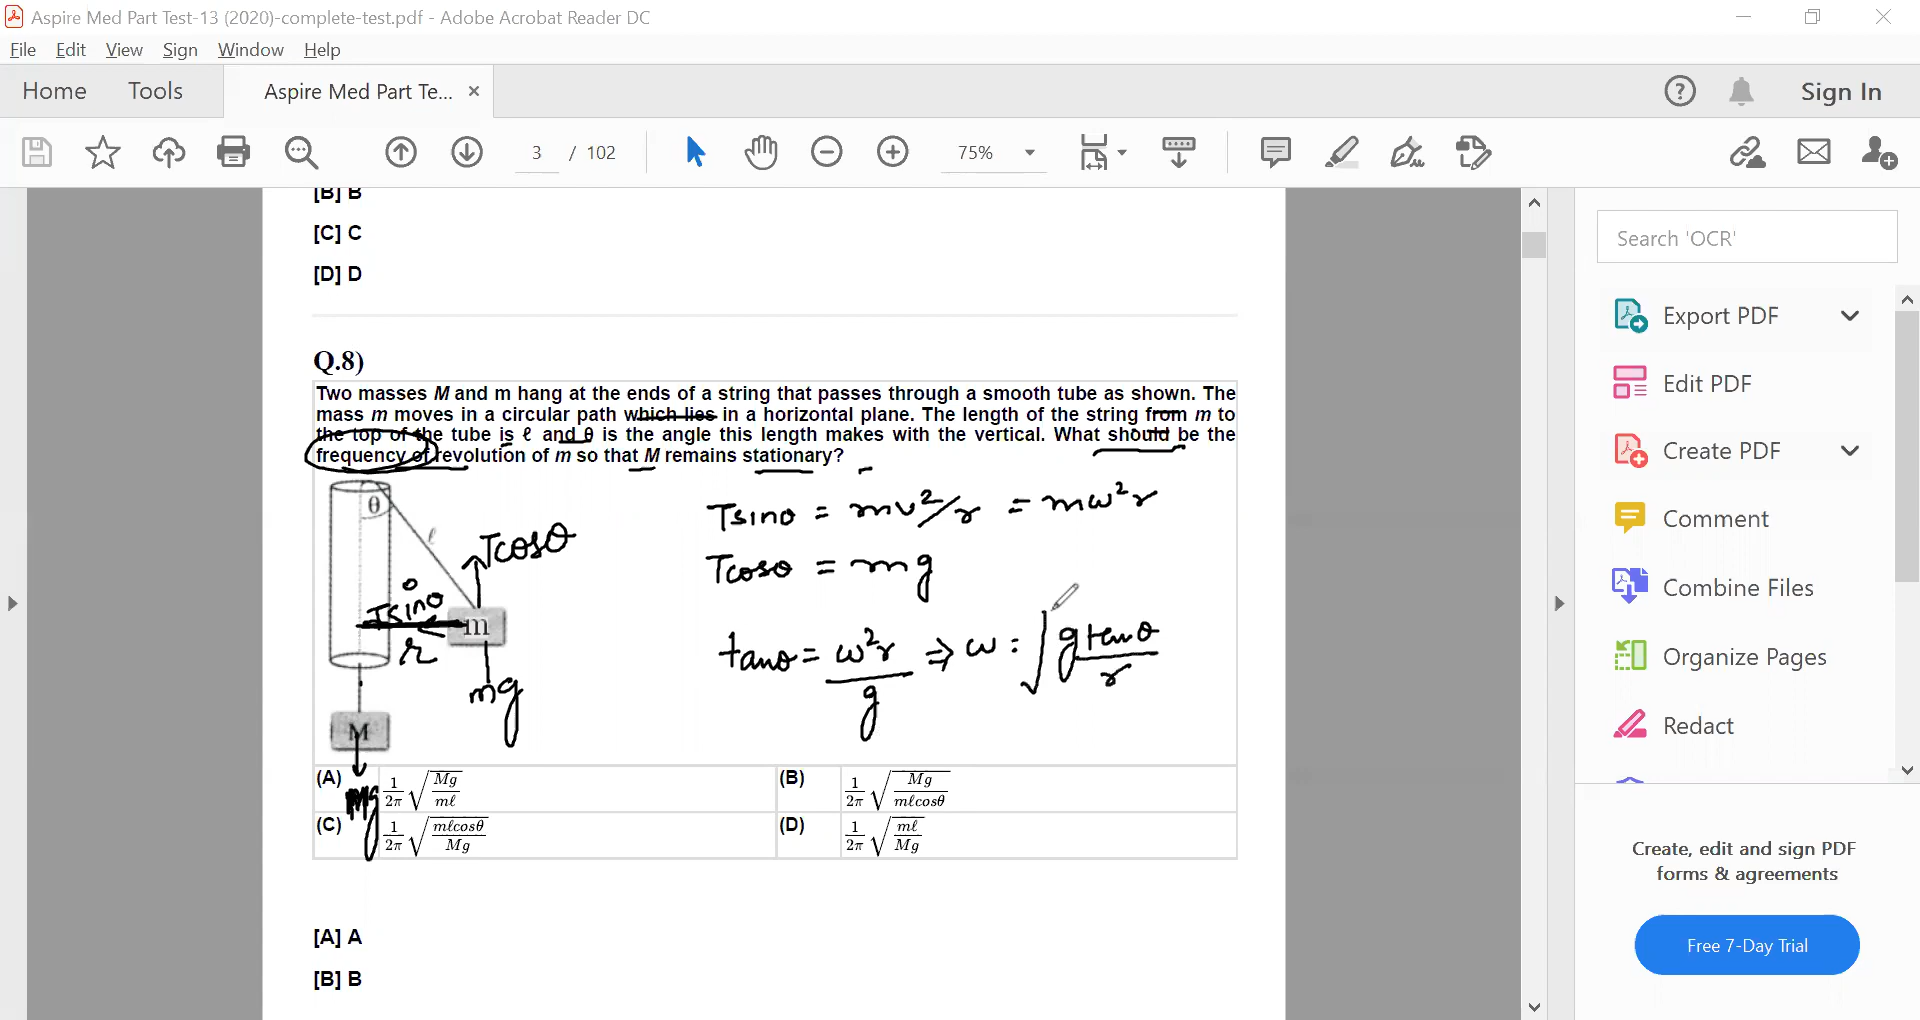 Aspire Med Part Test-13 (2020)-complete-test.pdf - Adobe Acrobat Reader DC
File Edit View Sign Window Help
Home Tools Aspire Med Part Te... × Sign In
3 / 102 75%
[B] B
[C] C
[D] D
Q.8)
Two masses M and m hang at the ends of a string that passes through a smooth tube as shown. The
mass m moves in a circular path which lies in a horizontal plane. The length of the string from m to
the top of the tube is ℓ and θ is the angle this length makes with the vertical. What should be the
frequency of revolution of m so that M remains stationary?
θ
ℓ
Tcosθ
Tsinθ
m
r
mg
M
Mg
Tsinθ = mv²/r = mω²r
Tcosθ = mg
tanθ = ω²r/g ⇒ ω = √(g tanθ/r)
(A) 1/2π √(Mg/mℓ) (B) 1/2π √(Mg/mℓcosθ)
(C) 1/2π √(mℓcosθ/Mg) (D) 1/2π √(mℓ/Mg)
[A] A
[B] B
Search 'OCR'
Export PDF
Edit PDF
Create PDF
Comment
Combine Files
Organize Pages
Redact
Create, edit and sign PDF
forms & agreements
Free 7-Day Trial